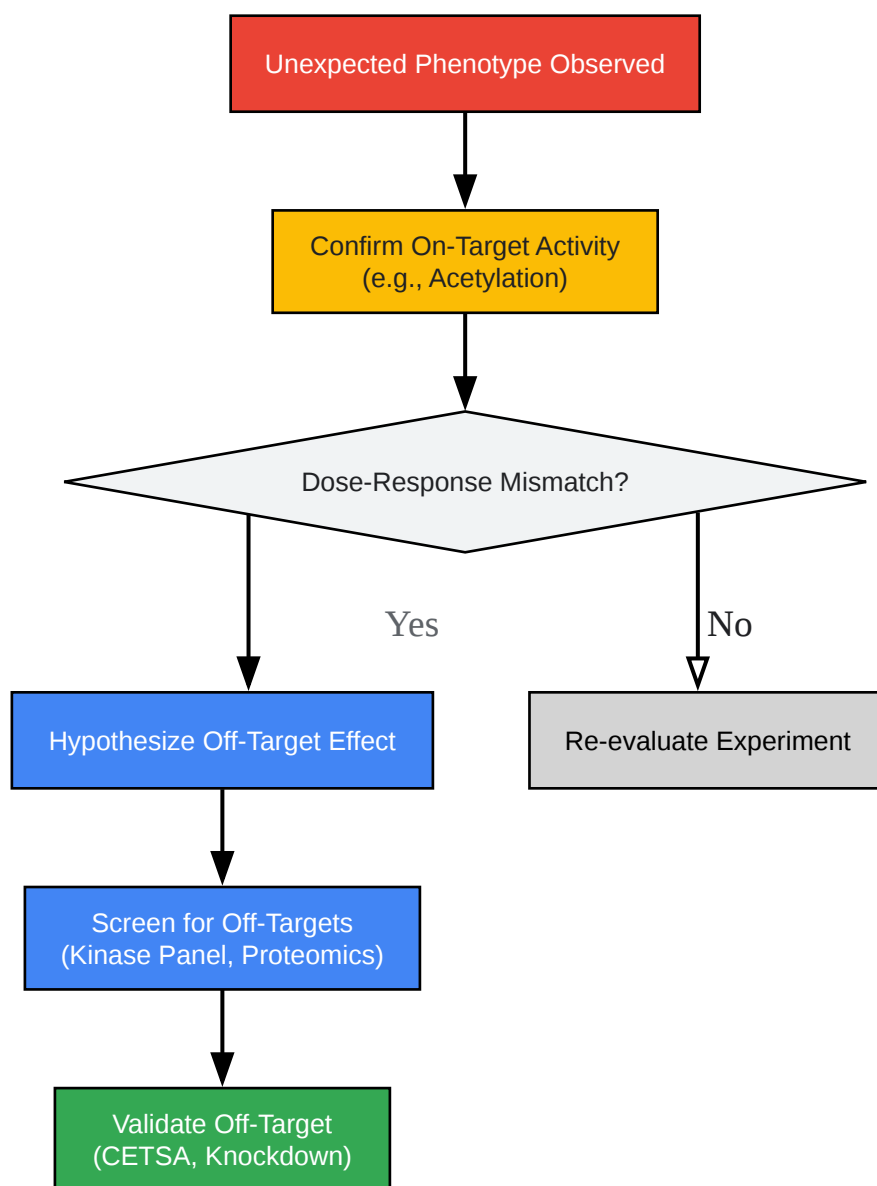 Unexpected Phenotype Observed
Confirm On-Target Activity
(e.g., Acetylation)
Dose-Response Mismatch?
Yes
No
Hypothesize Off-Target Effect
Re-evaluate Experiment
Screen for Off-Targets
(Kinase Panel, Proteomics)
Validate Off-Target
(CETSA, Knockdown)